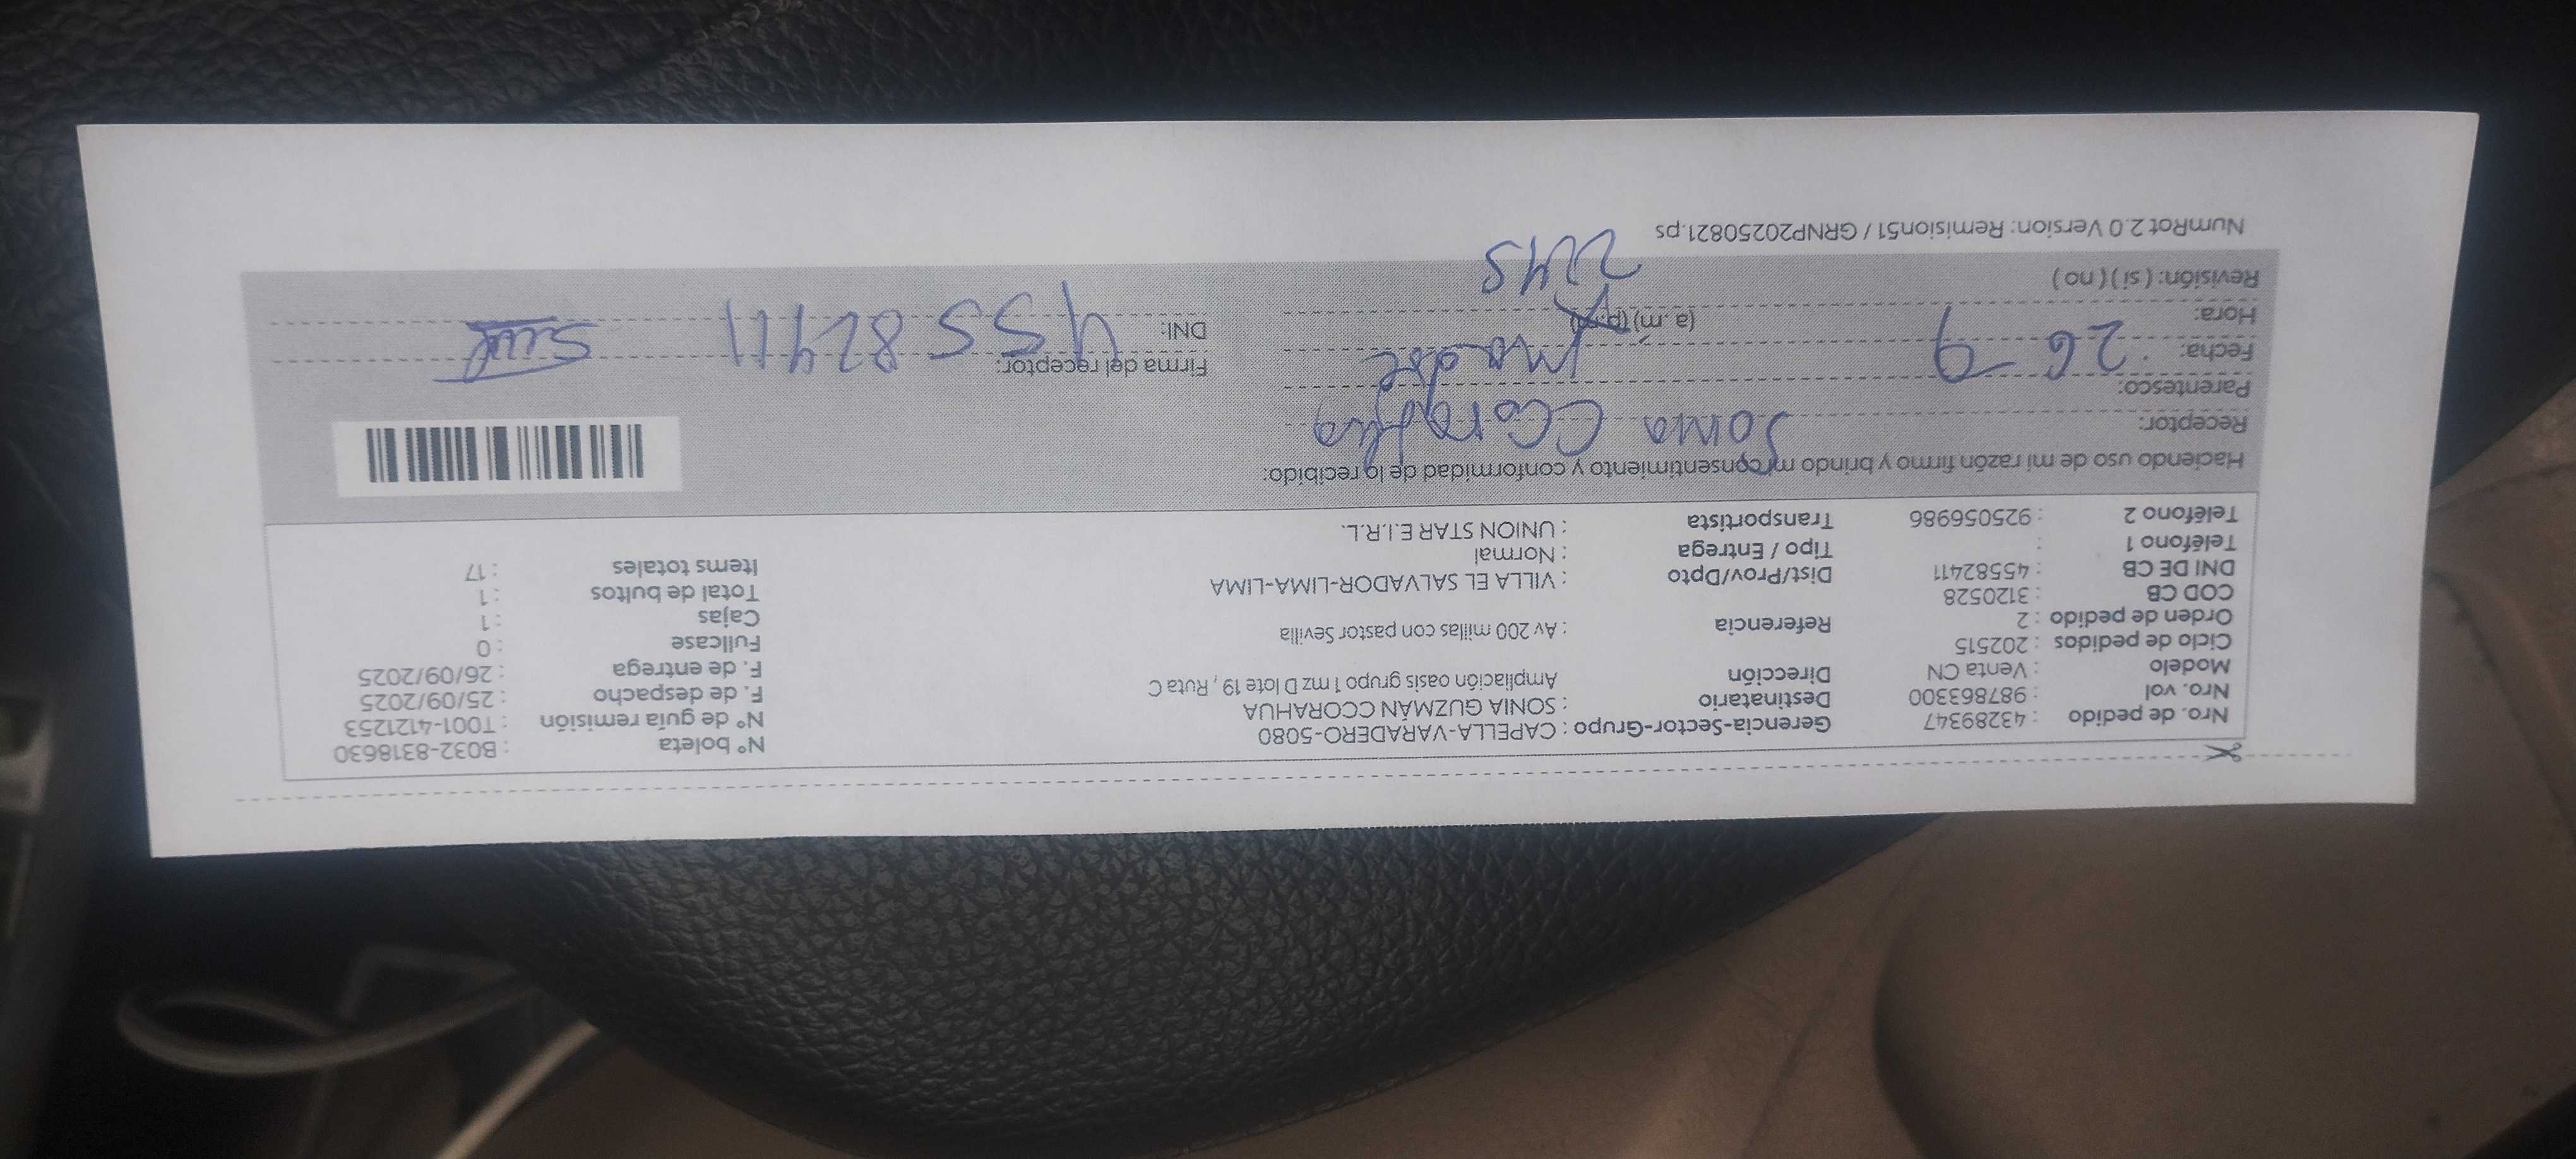 Nro. de pedido : 43289347 Gerencia-Sector-Grupo : CAPELLA-VARADERO-5080 N° boleta : B032-8318630
Nro. vol : 987863300 Destinatario : SONIA GUZMÁN CCORAHUA N° de guía remisión : T001-4121253
Modelo : Venta CN Dirección Ampliación oasis grupo 1 mz D lote 19 , Ruta C F. de despacho : 25/09/2025
Ciclo de pedidos : 202515 F. de entrega : 26/09/2025
Orden de pedido : 2 Referencia : Av 200 millas con pastor Sevilla Fullcase : 0
COD CB : 3120528 Cajas : 1
DNI DE CB : 45582411 Dist/Prov/Dpto : VILLA EL SALVADOR-LIMA-LIMA Total de bultos : 1
Teléfono 1 : Tipo / Entrega : Normal Items totales : 17
Teléfono 2 : 925056986 Transportista : UNION STAR E.I.R.L.
Haciendo uso de mi razón firmo y brindo mi consentimiento y conformidad de lo recibido:
Receptor: Sonia
Parentesco: Madre
Fecha: 26 9 Firma del receptor:
Hora: (a .m) (p.m) DNI: 45582411
Revisión: ( si ) ( no ) 2245
NumRot 2.0 Version: Remision51 / GRNP20250821.ps